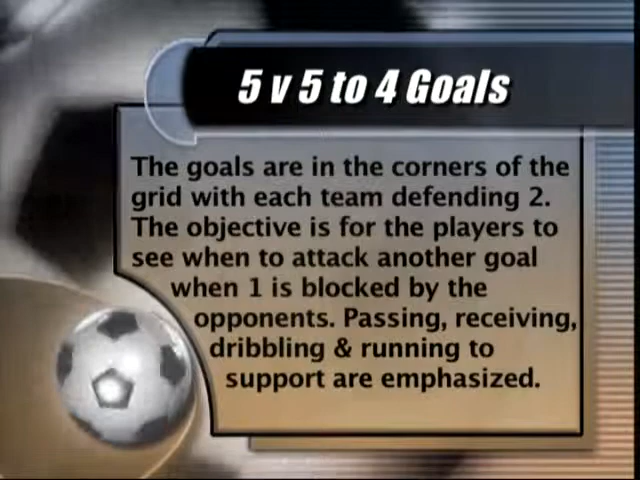 5 v 5 to 4 Goals
The goals are in the corners of the
grid with each team defending 2.
The objective is for the players to
see when to attack another goal
when 1 is blocked by the
opponents. Passing, receiving,
dribbling & running to
support are emphasized.